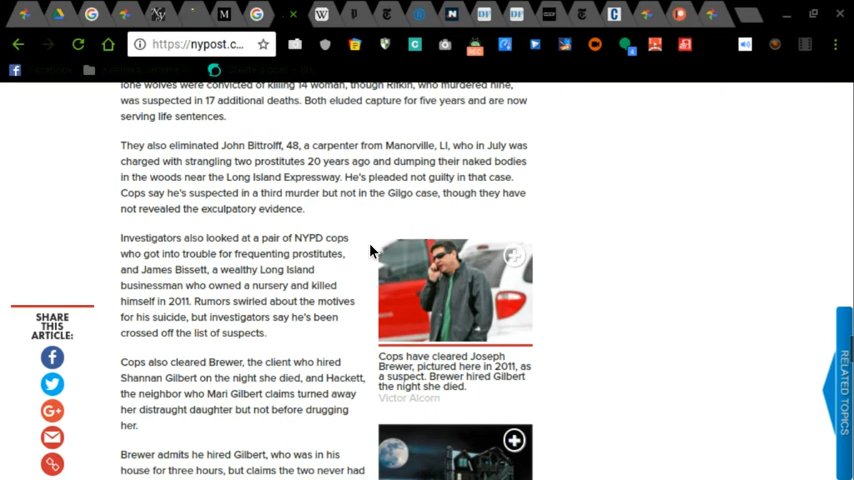 https://nypost.c...
lone wolves were convicted of killing 14 woman, though Rifkin, who murdered nine,
was suspected in 17 additional deaths. Both eluded capture for five years and are now
serving life sentences.
They also eliminated John Bittrolff, 48, a carpenter from Manorville, LI, who in July was
charged with strangling two prostitutes 20 years ago and dumping their naked bodies
in the woods near the Long Island Expressway. He's pleaded not guilty in that case.
Cops say he's suspected in a third murder but not in the Gilgo case, though they have
not revealed the exculpatory evidence.
Investigators also looked at a pair of NYPD cops
who got into trouble for frequenting prostitutes,
and James Bissett, a wealthy Long Island
businessman who owned a nursery and killed
himself in 2011. Rumors swirled about the motives
for his suicide, but investigators say he's been
crossed off the list of suspects.
Cops also cleared Brewer, the client who hired
Shannan Gilbert on the night she died, and Hackett,
the neighbor who Mari Gilbert claims turned away
her distraught daughter but not before drugging
her.
Brewer admits he hired Gilbert, who was in his
house for three hours, but claims the two never had
Cops have cleared Joseph
Brewer, pictured here in 2011, as
a suspect. Brewer hired Gilbert
the night she died.
Victor Alcorn
SHARE
THIS
ARTICLE:
RELATED TOPICS